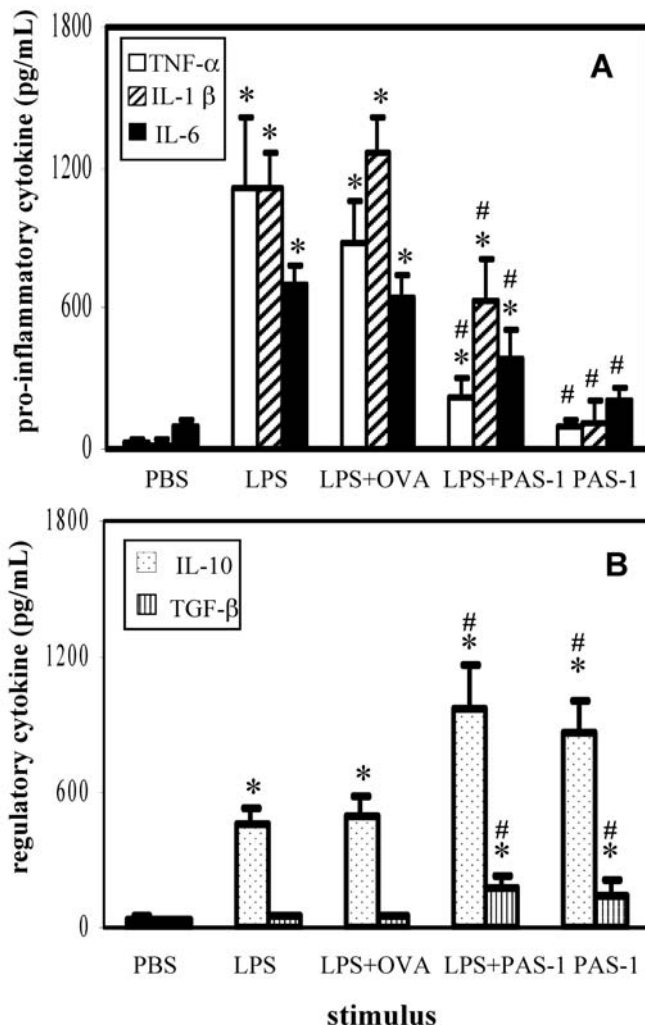 1800
A
TNF-α
IL-1 β
IL-6
pro-inflammatory cytokine (pg/mL)
* * *
1200
* * *
600
# * # * # *
# # #
0
PBS LPS LPS+OVA LPS+PAS-1 PAS-1
1800
B
IL-10
TGF-β
regulatory cytokine (pg/mL)
1200
# * # *
600
* *
# * # *
0
PBS LPS LPS+OVA LPS+PAS-1 PAS-1
stimulus